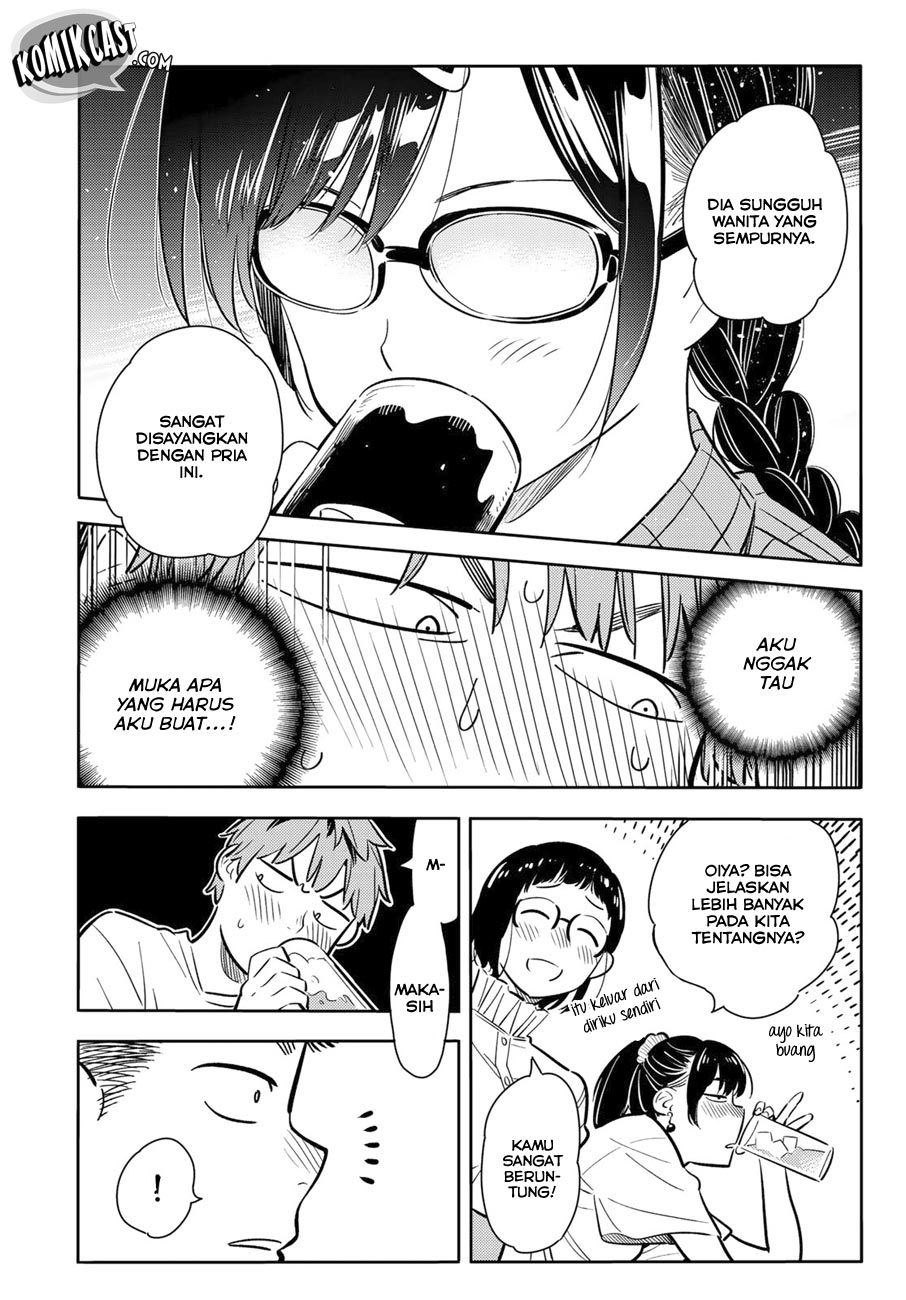 KOMIKCAST
.COM
DIA SUNGGUH
WANITA YANG
SEMPURNYA.
SANGAT
DISAYANGKAN
DENGAN PRIA
INI.
AKU
NGGAK
TAU
MUKA APA
YANG HARUS
AKU BUAT...!
OIYA? BISA
JELASKAN
LEBIH BANYAK
PADA KITA
TENTANGNYA?
itu keluar dari
diriku sendiri
ayo kita
buang
KAMU
SANGAT
BERUN-
TUNG!
M-
MAKA-
SIH
!